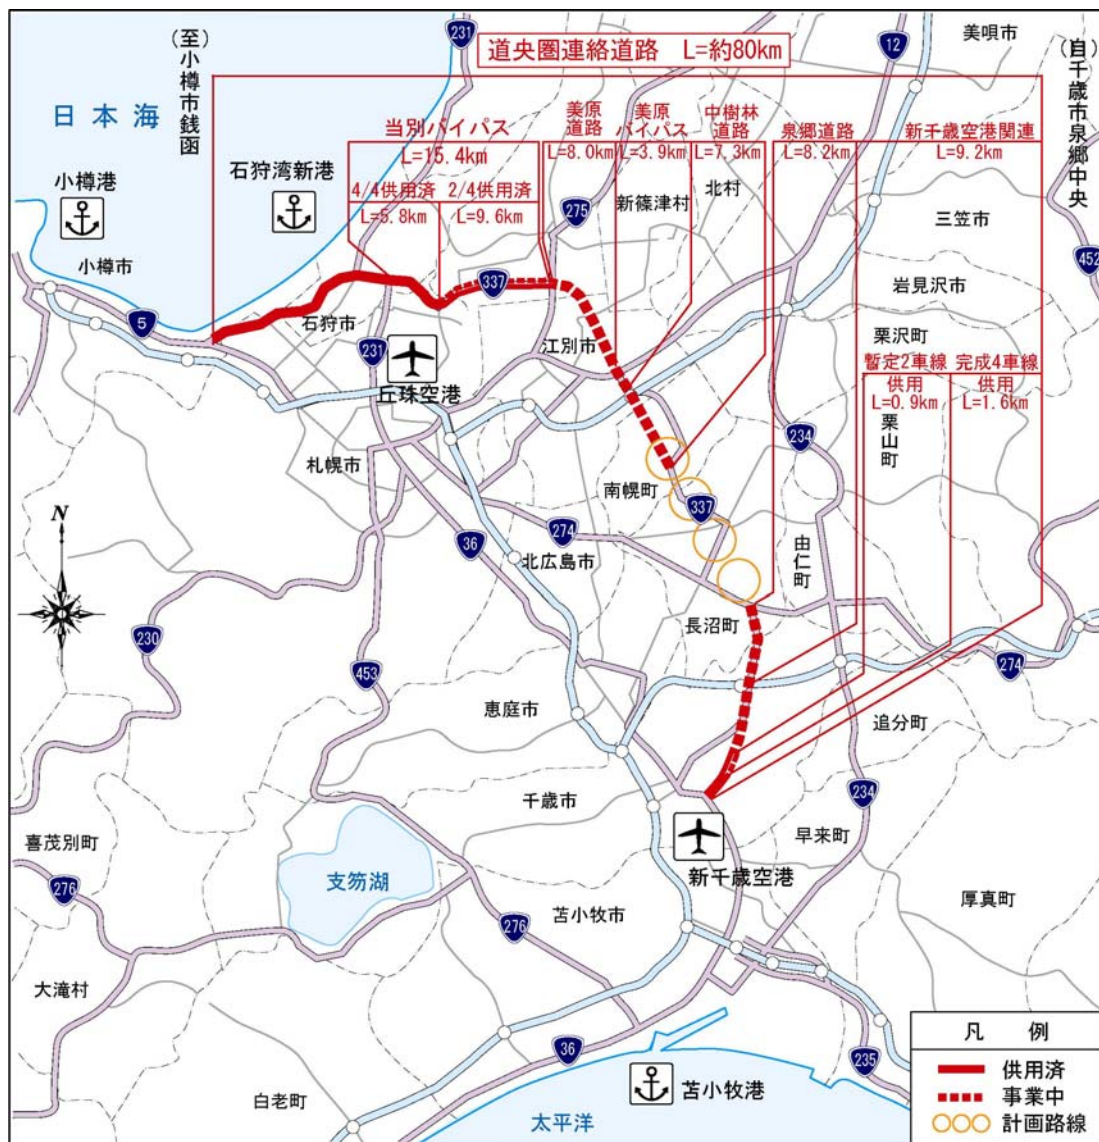 道央圏連絡道路 L=約80km
(至)小樽市銭函
(自)千歳市泉郷中央
日本海
小樽港
石狩湾新港
231
12
美唄市
当別バイパス
L=15.4km
4/4供用済
L=5.8km
2/4供用済
L=9.6km
美原道路
L=8.0km
美原バイパス
L=3.9km
中樹林道路
L=7.3km
泉郷道路
L=8.2km
新千歳空港関連
L=9.2km
新篠津村
北村
275
三笠市
452
小樽市
337
岩見沢市
5
石狩市
231
江別市
栗沢町
丘珠空港
暫定2車線
供用
L=0.9km
完成4車線
供用
L=1.6km
栗山町
234
札幌市
南幌町
337
36
274
北広島市
由仁町
N
230
長沼町
453
274
恵庭市
追分町
千歳市
234
早来町
喜茂別町
276
支笏湖
新千歳空港
苫小牧市
276
厚真町
大滝村
36
235
白老町
苫小牧港
太平洋
凡例
供用済
事業中
計画路線